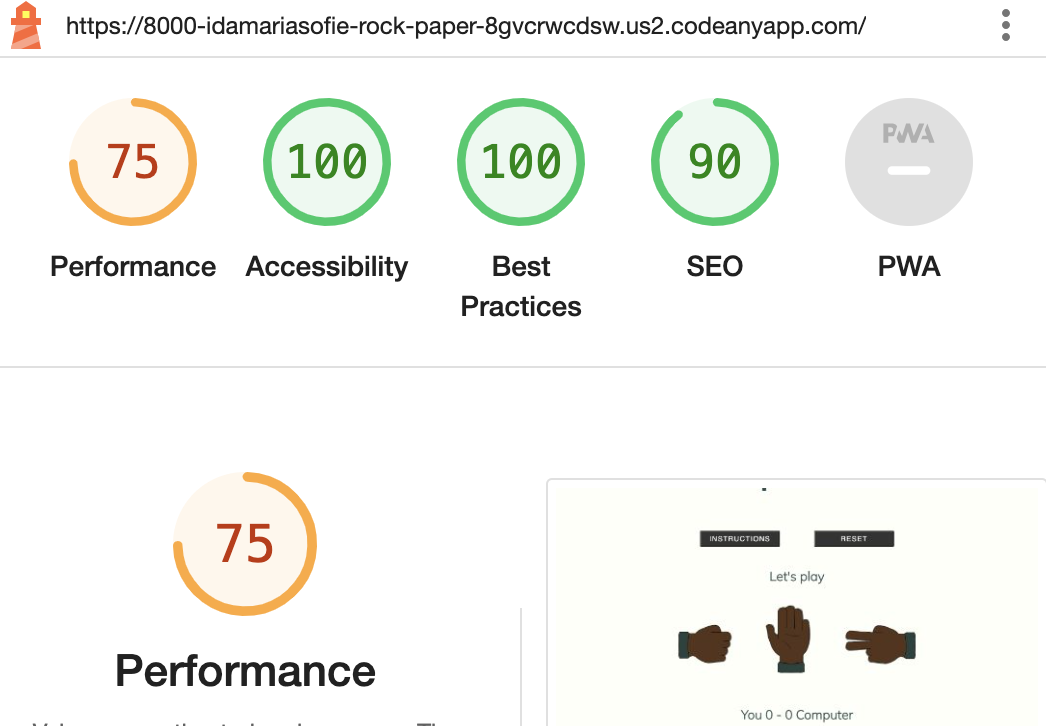 https://8000-idamariasofie-rock-paper-8gvcrwcdsw.us2.codeanyapp.com/
75 100 100 90 PWA
Performance Accessibility Best SEO PWA
Practices
75
Performance
INSTRUCTIONS RESET
Let's play
You 0 - 0 Computer